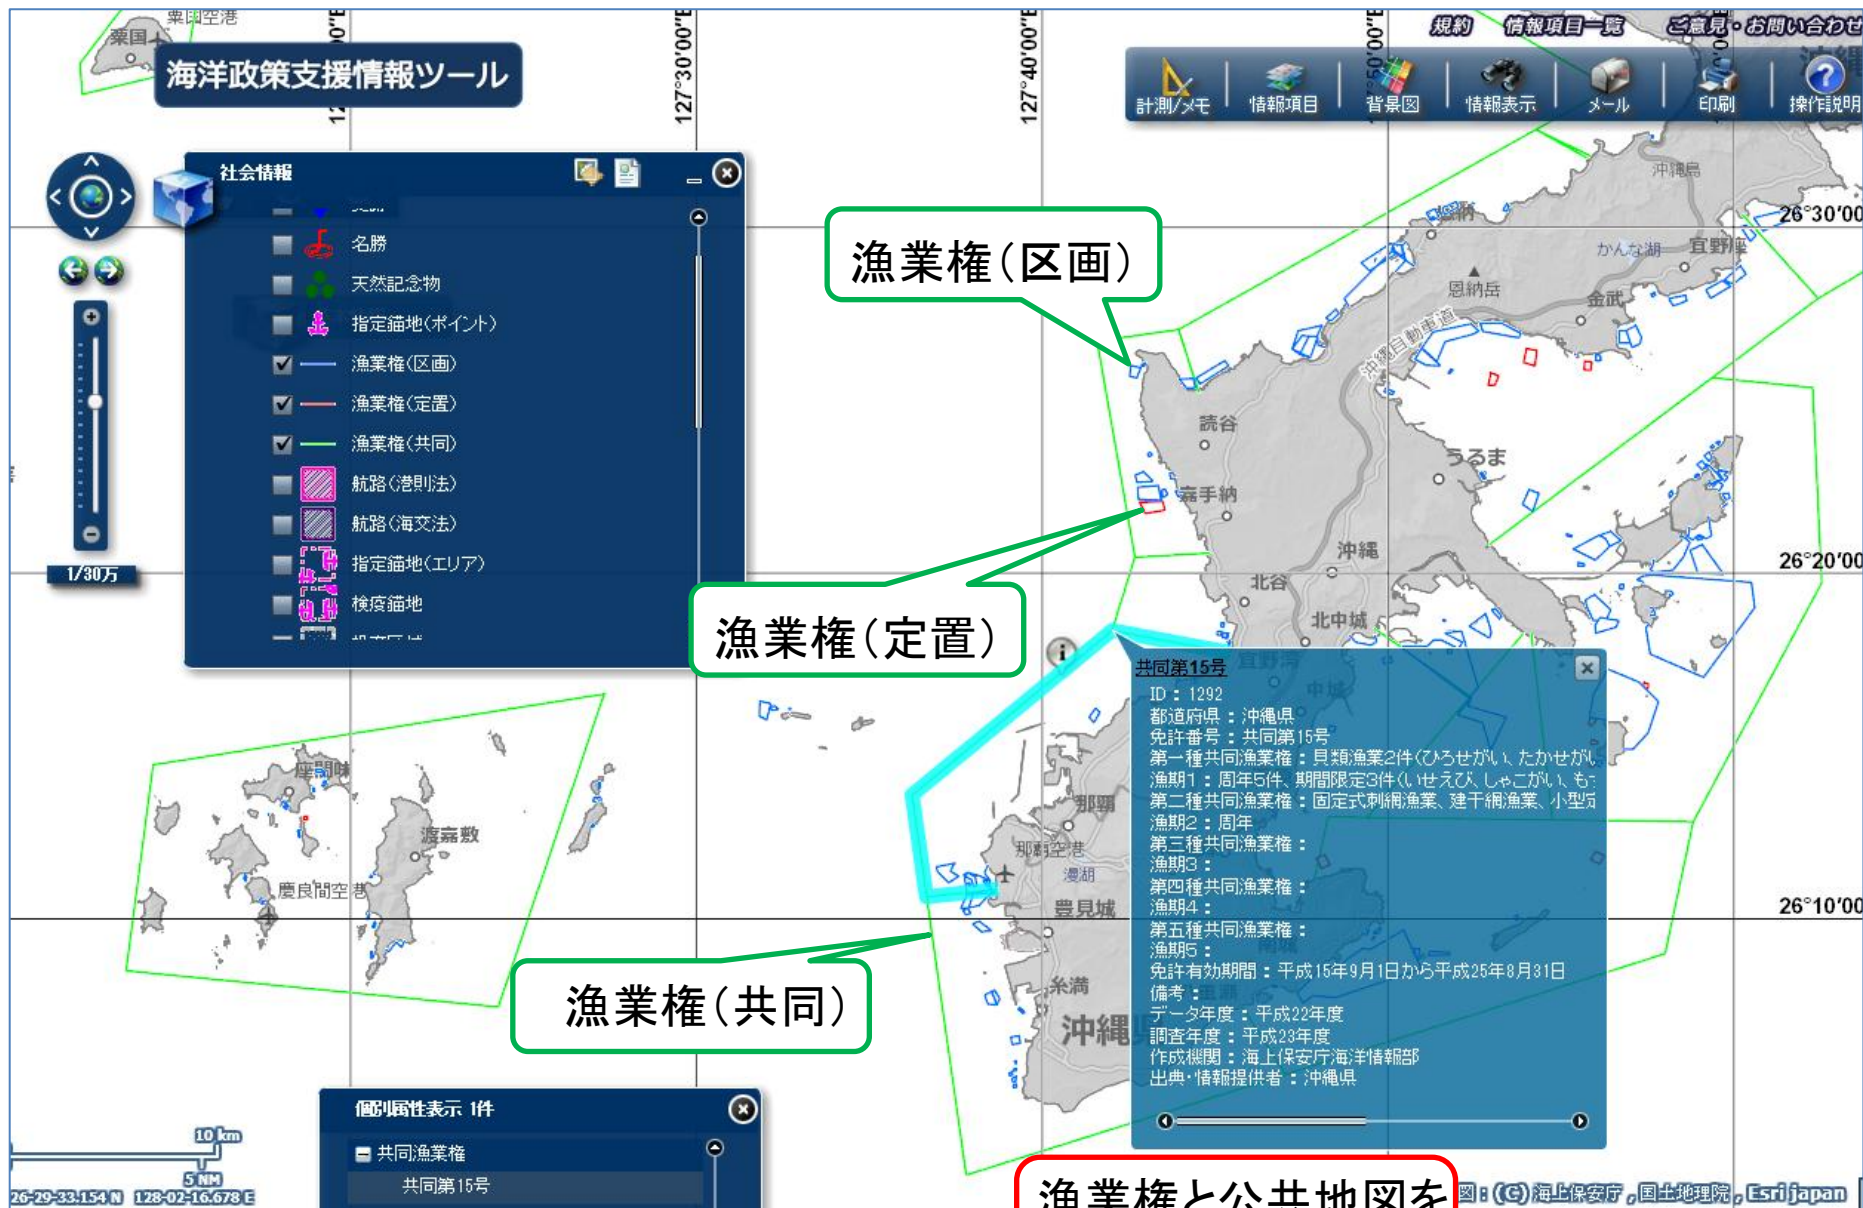 粟国空港
粟国
海洋政策支援情報ツール
127°30'00"E
127°40'00"E
規約
情報項目一覧
ご意見・お問い合わせ
計測/メモ
情報項目
背景図
情報表示
メール
印刷
操作説明
社会情報
名勝
天然記念物
指定錨地(ポイント)
漁業権(区画)
漁業権(定置)
漁業権(共同)
航路(港則法)
航路(海交法)
指定錨地(エリア)
検疫錨地
1/30万
漁業権(区画)
漁業権(定置)
漁業権(共同)
沖縄島
26°30'00
恩納
かんな湖
宜野座
恩納岳
金武
沖縄自動車道
読谷
うるま
嘉手納
沖縄
26°20'00
北谷
北中城
宜野湾
中城
座間味
渡嘉敷
慶良間空港
那覇
那覇空港
漫湖
豊見城
26°10'00
糸満
沖縄県
共同第15号
ID : 1292
都道府県 : 沖縄県
免許番号 : 共同第15号
第一種共同漁業権 : 貝類漁業2件(ひろせがい、たかせがい
漁期1 : 周年5件、期間限定3件(いせえび、しゃこがい、も
第二種共同漁業権 : 固定式刺網漁業、建干網漁業、小型定
漁期2 : 周年
第三種共同漁業権 :
漁期3 :
第四種共同漁業権 :
漁期4 :
第五種共同漁業権 :
漁期5 :
免許有効期間 : 平成15年9月1日から平成25年8月31日
備考 :
データ年度 : 平成22年度
調査年度 : 平成23年度
作成機関 : 海上保安庁海洋情報部
出典・情報提供者 : 沖縄県
個別属性表示 1件
共同漁業権
共同第15号
10 km
5 NM
26-29-33.154 N 128-02-16.678 E
漁業権と公共地図を
図 : (C) 海上保安庁 , 国土地理院 , Esri japan